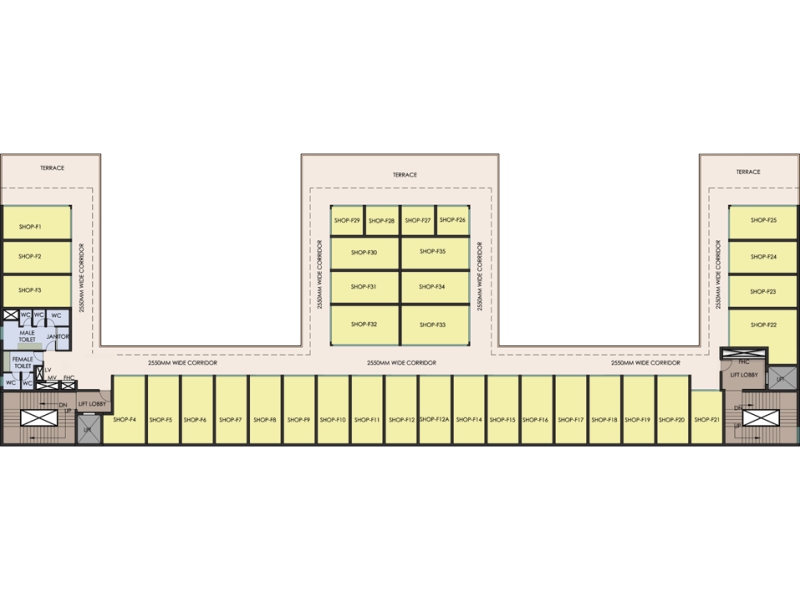 TERRACE
TERRACE
TERRACE
SHOP-F1
SHOP-F2
SHOP-F3
2550MM WIDE CORRIDOR
SHOP-F29
SHOP-F28
SHOP-F27
SHOP-F26
SHOP-F30
SHOP-F35
SHOP-F31
SHOP-F34
SHOP-F32
SHOP-F33
2550MM WIDE CORRIDOR
2550MM WIDE CORRIDOR
2550MM WIDE CORRIDOR
SHOP-F25
SHOP-F24
SHOP-F23
SHOP-F22
WC
WC
WC
MALE
TOILET
JANITOR
FEMALE
TOILET
WC
WC
LV
MV
FHC
2550MM WIDE CORRIDOR
2550MM WIDE CORRIDOR
2550MM WIDE CORRIDOR
FHC
LIFT LOBBY
LIFT
DN
UP
LIFT LOBBY
LIFT
SHOP-F4
SHOP-F5
SHOP-F6
SHOP-F7
SHOP-F8
SHOP-F9
SHOP-F10
SHOP-F11
SHOP-F12
SHOP-F12A
SHOP-F14
SHOP-F15
SHOP-F16
SHOP-F17
SHOP-F18
SHOP-F19
SHOP-F20
SHOP-F21
DN
UP